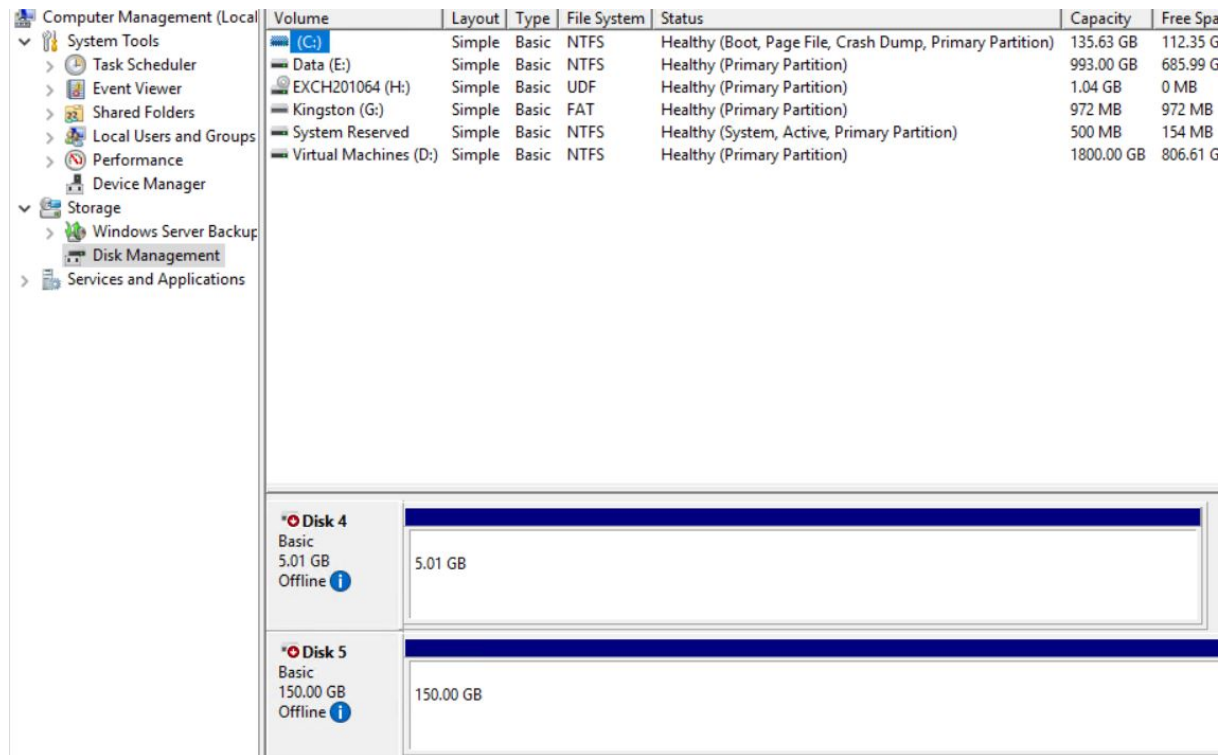 Computer Management (Local
System Tools
Task Scheduler
Event Viewer
Shared Folders
Local Users and Groups
Performance
Device Manager
Storage
Windows Server Backup
Disk Management
Services and Applications
Volume Layout Type File System Status Capacity Free Spa
(C:) Simple Basic NTFS Healthy (Boot, Page File, Crash Dump, Primary Partition) 135.63 GB 112.35 G
Data (E:) Simple Basic NTFS Healthy (Primary Partition) 993.00 GB 685.99 G
EXCH201064 (H:) Simple Basic UDF Healthy (Primary Partition) 1.04 GB 0 MB
Kingston (G:) Simple Basic FAT Healthy (Primary Partition) 972 MB 972 MB
System Reserved Simple Basic NTFS Healthy (System, Active, Primary Partition) 500 MB 154 MB
Virtual Machines (D:) Simple Basic NTFS Healthy (Primary Partition) 1800.00 GB 806.61 G
Disk 4
Basic
5.01 GB
Offline
5.01 GB
Disk 5
Basic
150.00 GB
Offline
150.00 GB